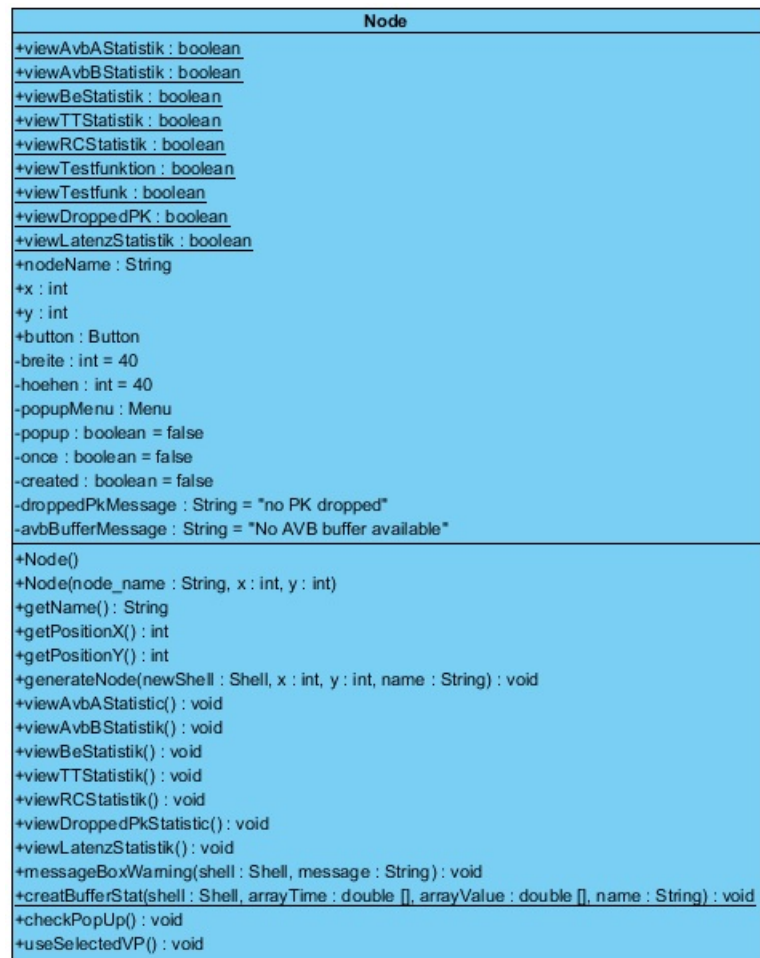 Node
+viewAvbAStatistik : boolean
+viewAvbBStatistik : boolean
+viewBeStatistik : boolean
+viewTTStatistik : boolean
+viewRCStatistik : boolean
+viewTestfunktion : boolean
+viewTestfunk : boolean
+viewDroppedPK : boolean
+viewLatenzStatistik : boolean
+nodeName : String
+x : int
+y : int
+button : Button
-breite : int = 40
-hoehen : int = 40
-popupMenu : Menu
-popup : boolean = false
-once : boolean = false
-created : boolean = false
-droppedPkMessage : String = "no PK dropped"
-avbBufferMessage : String = "No AVB buffer available"
+Node()
+Node(node_name : String, x : int, y : int)
+getName() : String
+getPositionX() : int
+getPositionY() : int
+generateNode(newShell : Shell, x : int, y : int, name : String) : void
+viewAvbAStatistic() : void
+viewAvbBStatistik() : void
+viewBeStatistik() : void
+viewTTStatistik() : void
+viewRCStatistik() : void
+viewDroppedPkStatistic() : void
+viewLatenzStatistik() : void
+messageBoxWarning(shell : Shell, message : String) : void
+creatBufferStat(shell : Shell, arrayTime : double [], arrayValue : double [], name : String) : void
+checkPopUp() : void
+useSelectedVP() : void